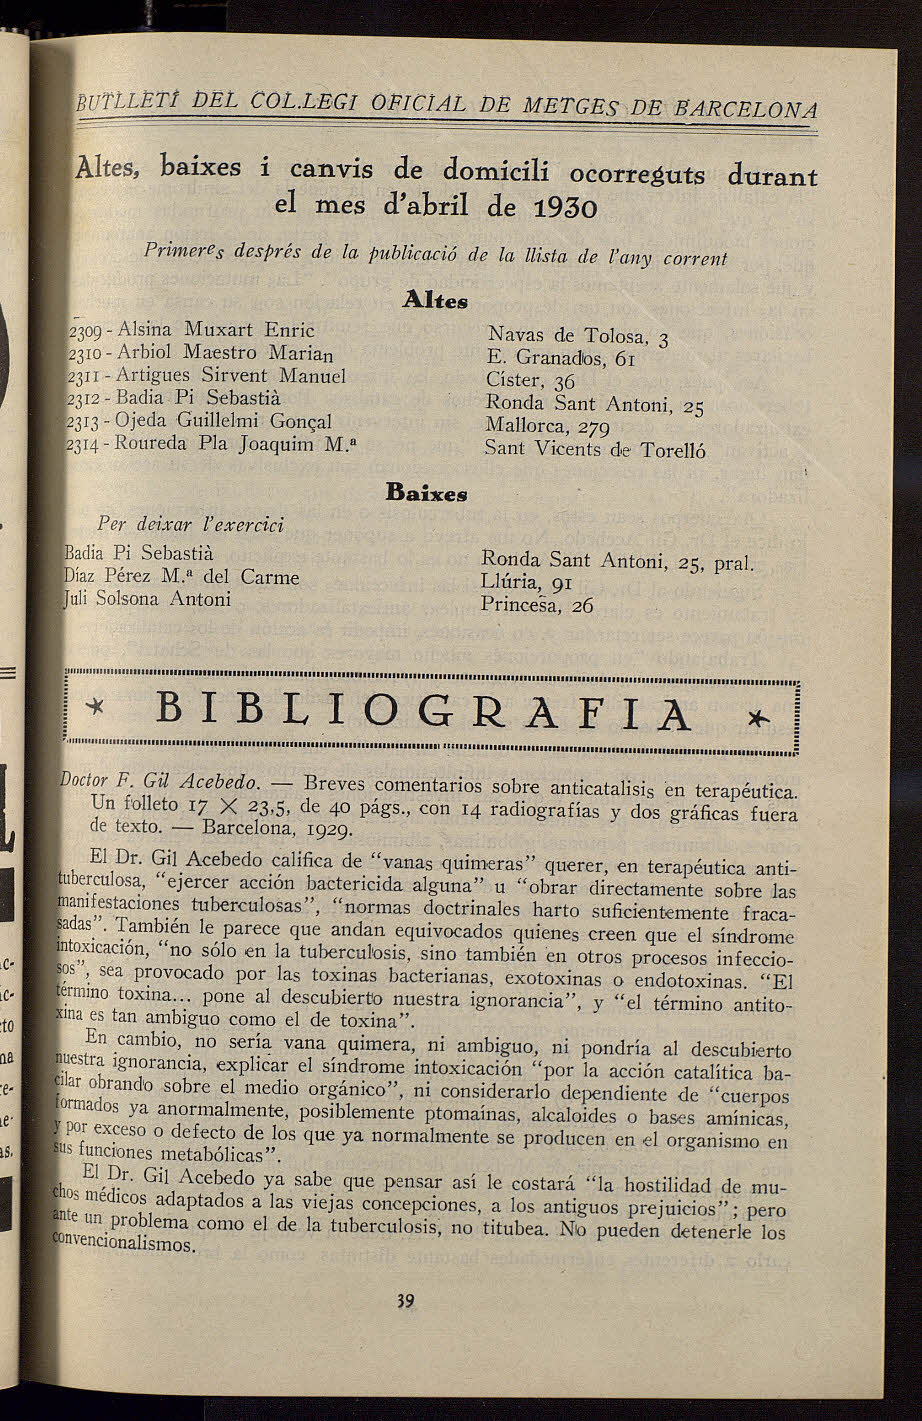 BUTLLETÍ DEL COL.LEGI OFICIAL DE METGES DE BARCELONA
Altes, baixes i canvis de domicili ocorreguts durant
el mes d'abril de 1930
Primeres després de la publicació de la llista de l'any corrent
Altes
2309 - Alsina Muxart Enric Navas de Tolosa, 3
2310 - Arbiol Maestro Marian E. Granados, 61
2311 - Artigues Sirvent Manuel Císter, 36
2312 - Badia Pi Sebastià Ronda Sant Antoni, 25
2313 - Ojeda Guillelmi Gonçal Mallorca, 279
2314 - Roureda Pla Joaquim M.ª Sant Vicents de Torelló
Baixes
Per deixar l'exercici
Badia Pi Sebastià Ronda Sant Antoni, 25, pral.
Díaz Pérez M.ª del Carme Llúria, 91
Juli Solsona Antoni Princesa, 26
BIBLIOGRAFIA
Doctor F. Gil Acebedo. — Breves comentarios sobre anticatalisis en terapéutica.
Un folleto 17 X 23,5, de 40 págs., con 14 radiografías y dos gráficas fuera
de texto. — Barcelona, 1929.
El Dr. Gil Acebedo califica de “vanas quimeras” querer, en terapéutica anti-
tuberculosa, “ejercer acción bactericida alguna” u “obrar directamente sobre las
manifestaciones tuberculosas”, “normas doctrinales harto suficientemente fraca-
sadas”. También le parece que andan equivocados quienes creen que el síndrome
intoxicación, “no sólo en la tuberculosis, sino también en otros procesos infeccio-
sos”, sea provocado por las toxinas bacterianas, exotoxinas o endotoxinas. “El
término toxina... pone al descubierto nuestra ignorancia”, y “el término antito-
xina es tan ambiguo como el de toxina”.
En cambio, no sería vana quimera, ni ambiguo, ni pondría al descubierto
nuestra ignorancia, explicar el síndrome intoxicación “por la acción catalítica ba-
cilar obrando sobre el medio orgánico”, ni considerarlo dependiente de “cuerpos
formados ya anormalmente, posiblemente ptomaínas, alcaloides o bases amínicas,
y por exceso o defecto de los que ya normalmente se producen en el organismo en
sus funciones metabólicas”.
El Dr. Gil Acebedo ya sabe que pensar así le costará “la hostilidad de mu-
chos médicos adaptados a las viejas concepciones, a los antiguos prejuicios”; pero
ante un problema como el de la tuberculosis, no titubea. No pueden detenerle los
convencionalismos.
39